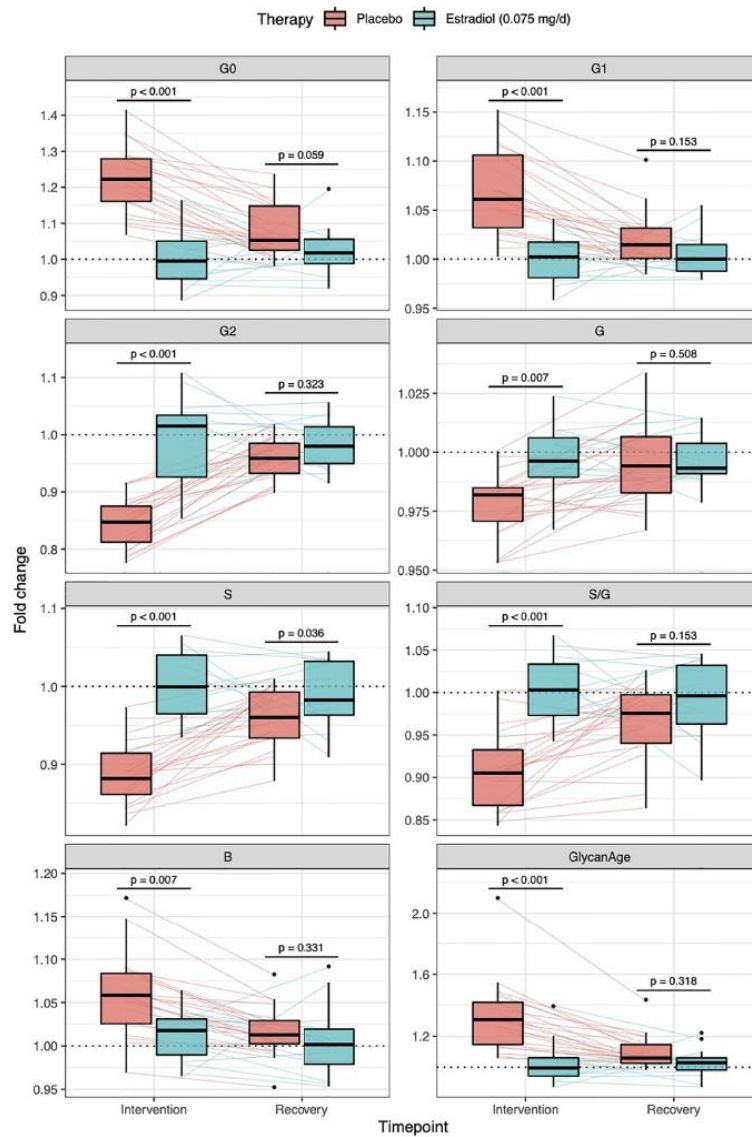 Therapy Placebo Estradiol (0.075 mg/d)
G0
p < 0.001
p = 0.059
1.4
1.3
1.2
1.1
1.0
0.9
G1
p < 0.001
p = 0.153
1.15
1.10
1.05
1.00
0.95
G2
p < 0.001
p = 0.323
1.1
1.0
0.9
0.8
G
p = 0.007
p = 0.508
1.025
1.000
0.975
0.950
S
p < 0.001
p = 0.036
1.1
1.0
0.9
S/G
p < 0.001
p = 0.153
1.10
1.05
1.00
0.95
0.90
0.85
B
p = 0.007
p = 0.331
1.20
1.15
1.10
1.05
1.00
0.95
GlycanAge
p < 0.001
p = 0.318
2.0
1.6
1.2
Fold change
Intervention Recovery
Intervention Recovery
Timepoint